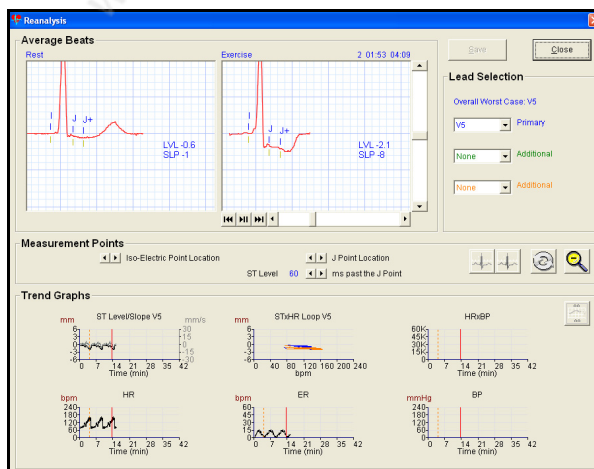 Reanalysis
Average Beats
Rest
Exercise 2 01:53 04:09
I J J+
LVL -0.6
SLP -1
I J J+
LVL -2.1
SLP -8
Save
Close
Lead Selection
Overall Worst Case: V5
V5 Primary
None Additional
None Additional
Measurement Points
Iso-Electric Point Location
J Point Location
ST Level 60 ms past the J Point
Trend Graphs
mm ST Level/Slope V5 mm/s
6 3 0 -3 -6
30 15 0 -15 -30
0 7 14 21 28 35 42
Time (min)
mm STxHR Loop V5
6 3 0 -3 -6
0 40 80 120 160 200 240
bpm
HRxBP
60K 45K 30K 15K 0
0 7 14 21 28 35 42
Time (min)
bpm HR
240 180 120 60 0
0 7 14 21 28 35 42
Time (min)
bpm ER
60 45 30 15 0
0 7 14 21 28 35 42
Time (min)
mmHg BP
240 180 120 60 0
0 7 14 21 28 35 42
Time (min)